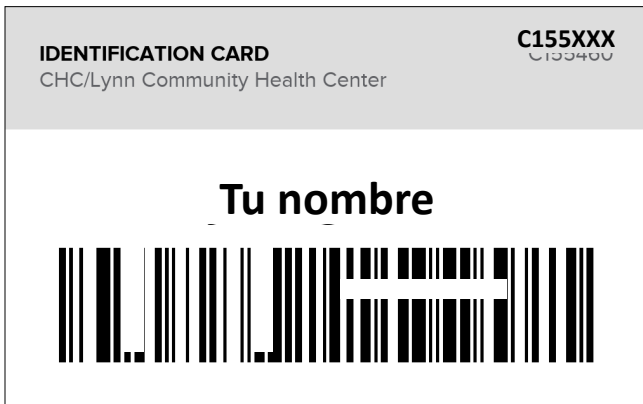 IDENTIFICATION CARD
C155XXX
CHC/Lynn Community Health Center
Tu nombre